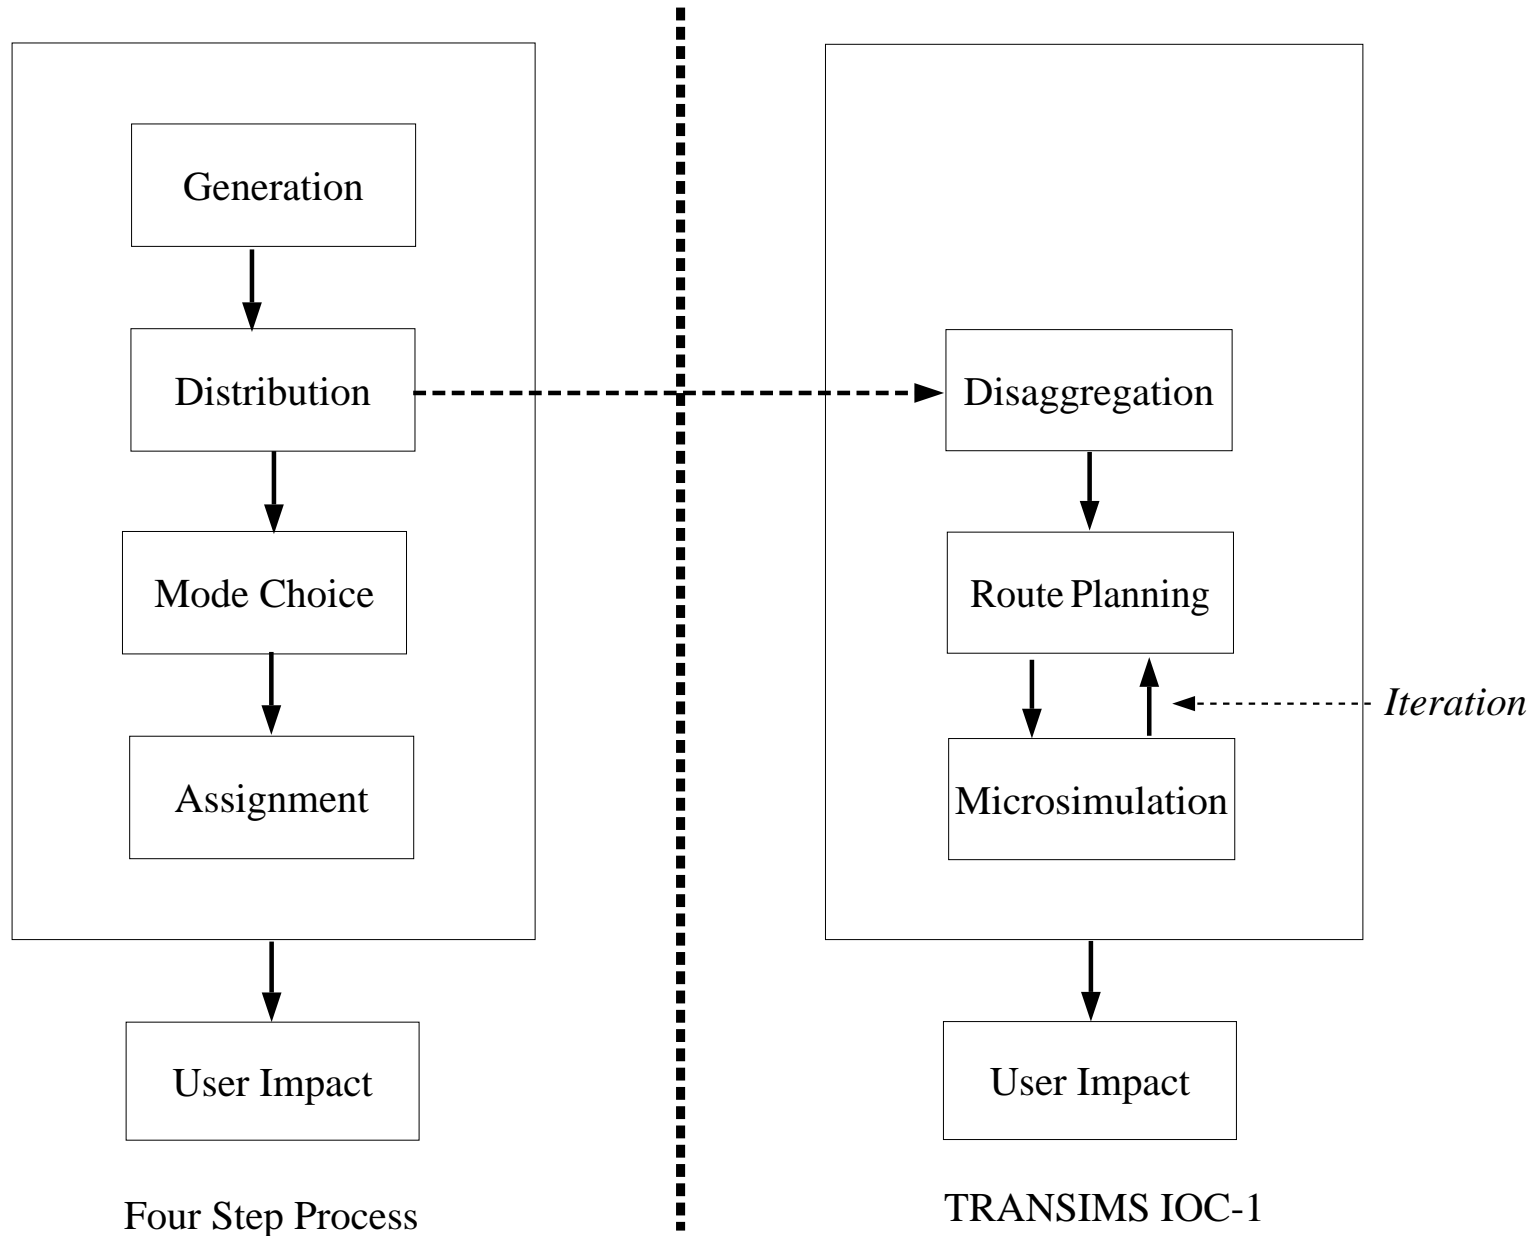 Generation
Distribution
Mode Choice
Assignment
User Impact
Four Step Process
Disaggregation
Route Planning
Iteration
Microsimulation
User Impact
TRANSIMS IOC-1